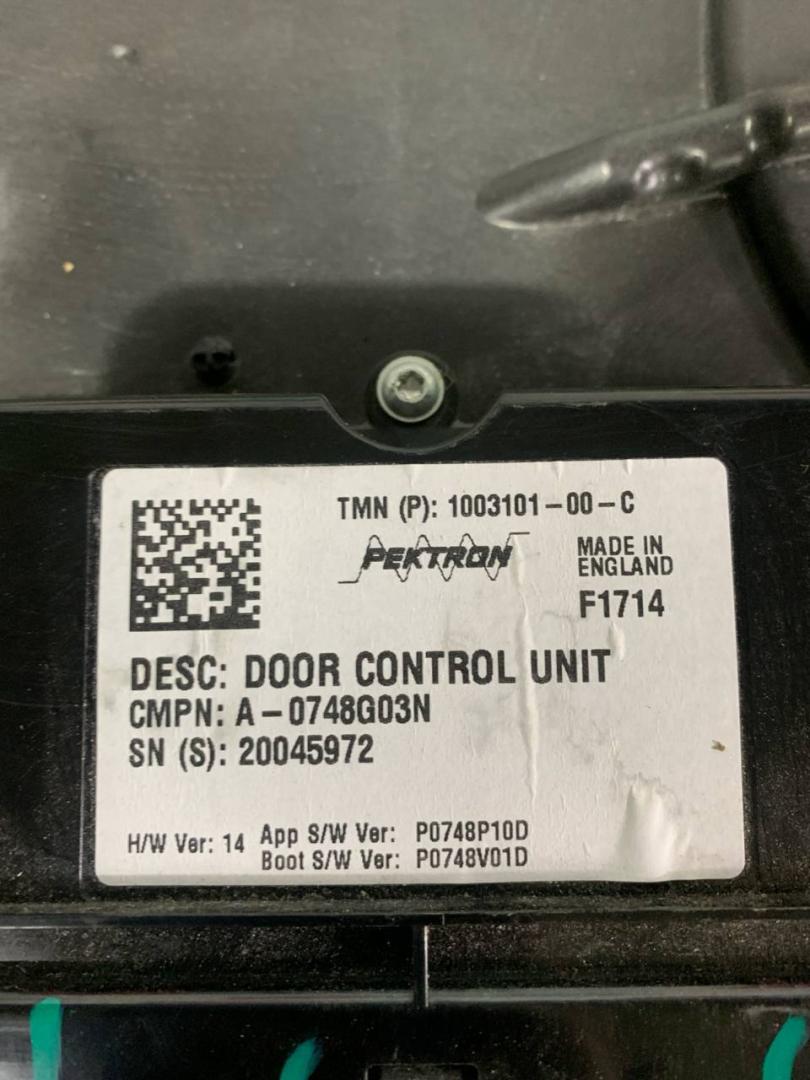 TMN (P): 1003101-00-C
PEKTRON
MADE IN
ENGLAND
F1714
DESC: DOOR CONTROL UNIT
CMPN: A-0748G03N
SN (S): 20045972
H/W Ver: 14 App S/W Ver: P0748P10D
Boot S/W Ver: P0748V01D